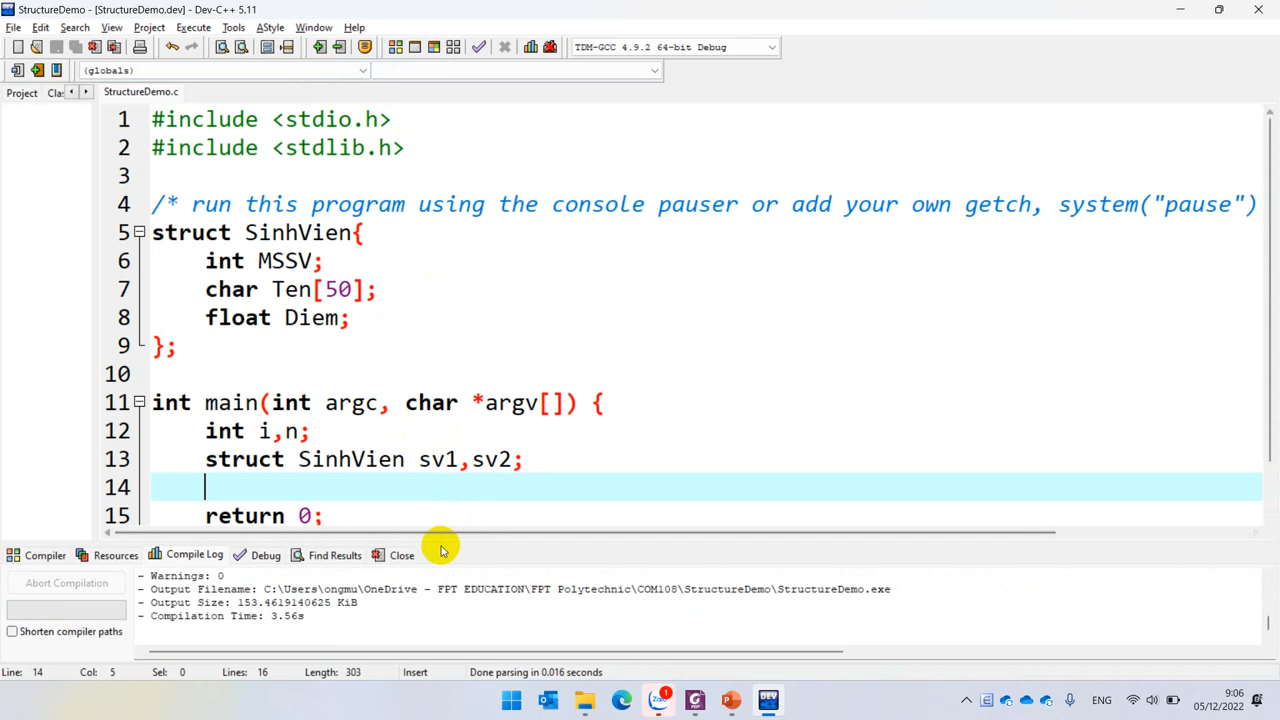 StructureDemo - [StructureDemo.dev] - Dev-C++ 5.11
File Edit Search View Project Execute Tools AStyle Window Help
TDM-GCC 4.9.2 64-bit Debug
(globals)
Project Clas StructureDemo.c
1 #include <stdio.h>
2 #include <stdlib.h>
3
4 /* run this program using the console pauser or add your own getch, system("pause")
5 struct SinhVien{
6 int MSSV;
7 char Ten[50];
8 float Diem;
9 };
10
11 int main(int argc, char *argv[]) {
12 int i,n;
13 struct SinhVien sv1,sv2;
14
15 return 0;
Compiler Resources Compile Log Debug Find Results Close
Abort Compilation
Shorten compiler paths
- Warnings: 0
- Output Filename: C:\Users\ongmu\OneDrive - FPT EDUCATION\FPT Polytechnic\COM108\StructureDemo\StructureDemo.exe
- Output Size: 153.4619140625 KiB
- Compilation Time: 3.56s
Line: 14 Col: 5 Sel: 0 Lines: 16 Length: 303 Insert Done parsing in 0.016 seconds
Zalo 1 PDF DEV ENG 9:06
05/12/2022